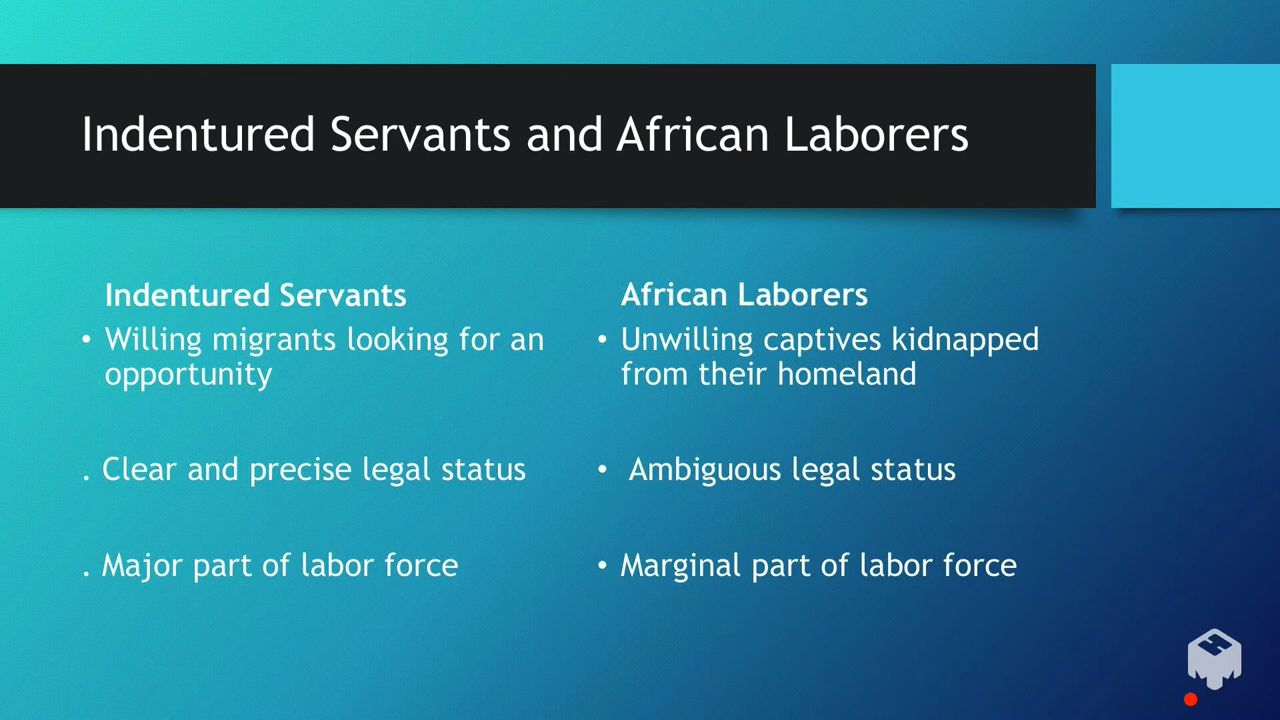 Indentured Servants and African Laborers
Indentured Servants
• Willing migrants looking for an
opportunity
. Clear and precise legal status
. Major part of labor force
African Laborers
• Unwilling captives kidnapped
from their homeland
• Ambiguous legal status
• Marginal part of labor force